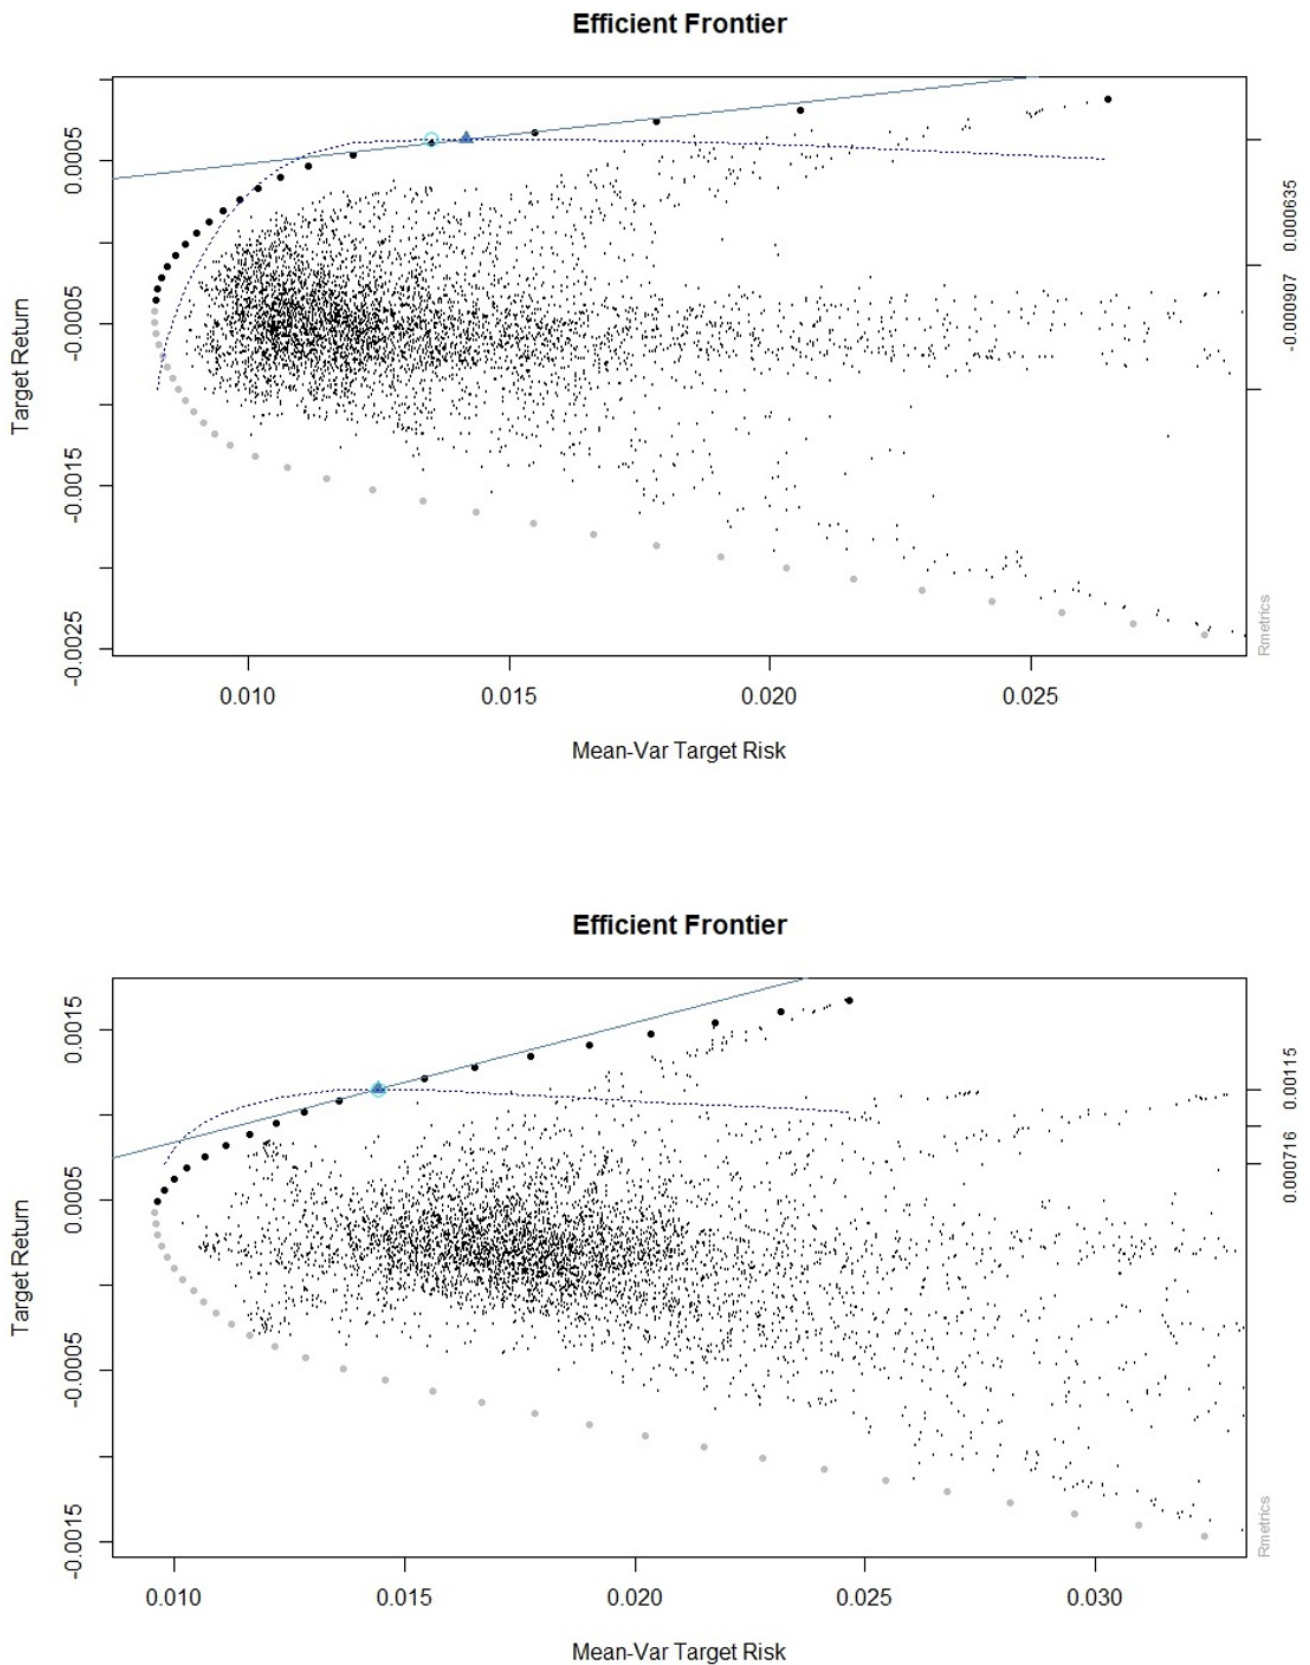 Efficient Frontier
Target Return
0.0005
-0.0005
-0.0015
-0.0025
0.010
0.015
0.020
0.025
Mean-Var Target Risk
0.000635
-0.000907
Rmetrics
Efficient Frontier
Target Return
0.0015
0.0005
-0.0005
-0.0015
0.010
0.015
0.020
0.025
0.030
Mean-Var Target Risk
0.00115
0.000716
Rmetrics